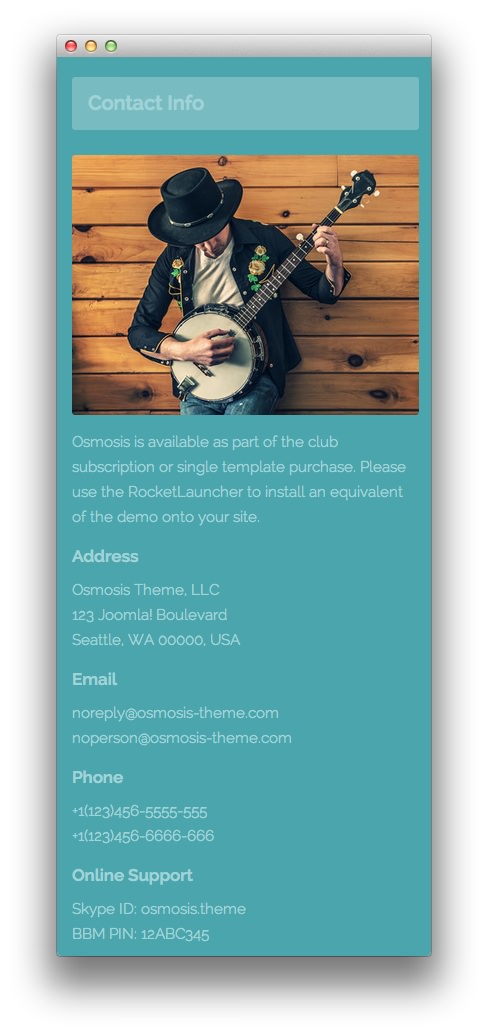 Contact Info
Osmosis is available as part of the club
subscription or single template purchase. Please
use the RocketLauncher to install an equivalent
of the demo onto your site.
Address
Osmosis Theme, LLC
123 Joomla! Boulevard
Seattle, WA 00000, USA
Email
noreply@osmosis-theme.com
noperson@osmosis-theme.com
Phone
+1(123)456-5555-555
+1(123)456-6666-666
Online Support
Skype ID: osmosis.theme
BBM PIN: 12ABC345